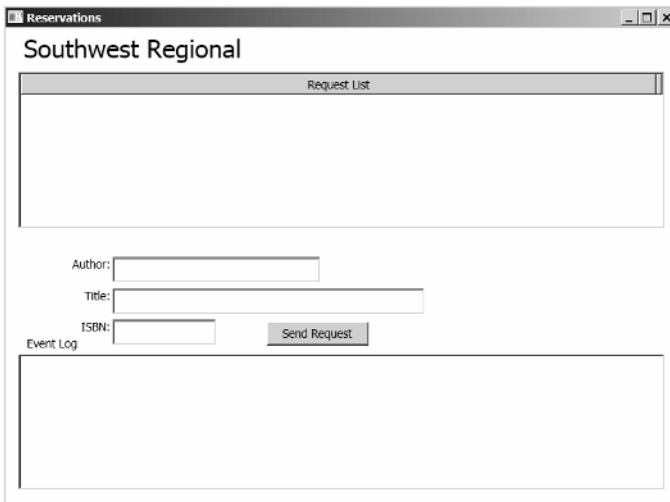 Reservations
Southwest Regional
Request List
Author:
Title:
ISBN:
Send Request
Event Log